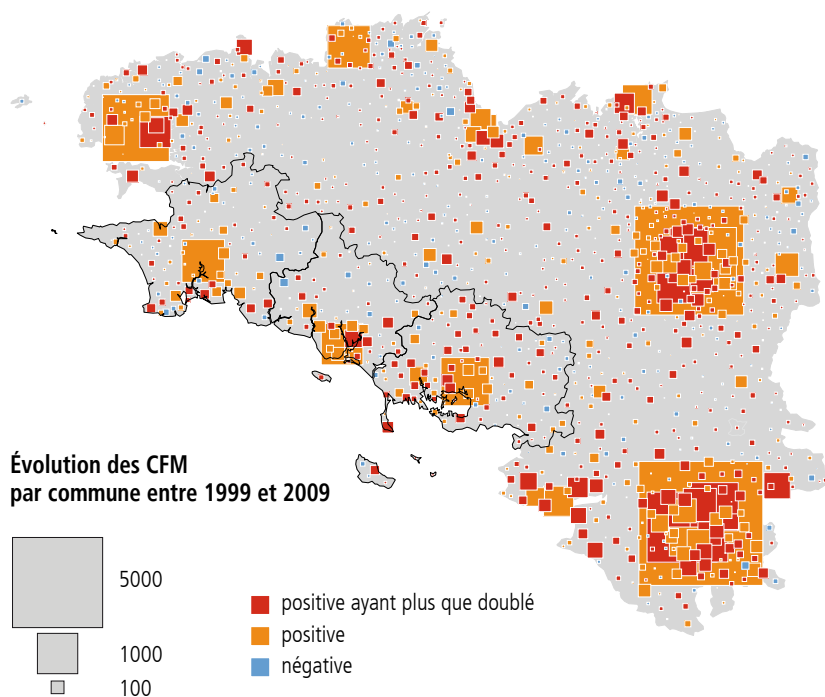 Évolution des CFM
par commune entre 1999 et 2009
5000
1000
100
positive ayant plus que doublé
positive
négative